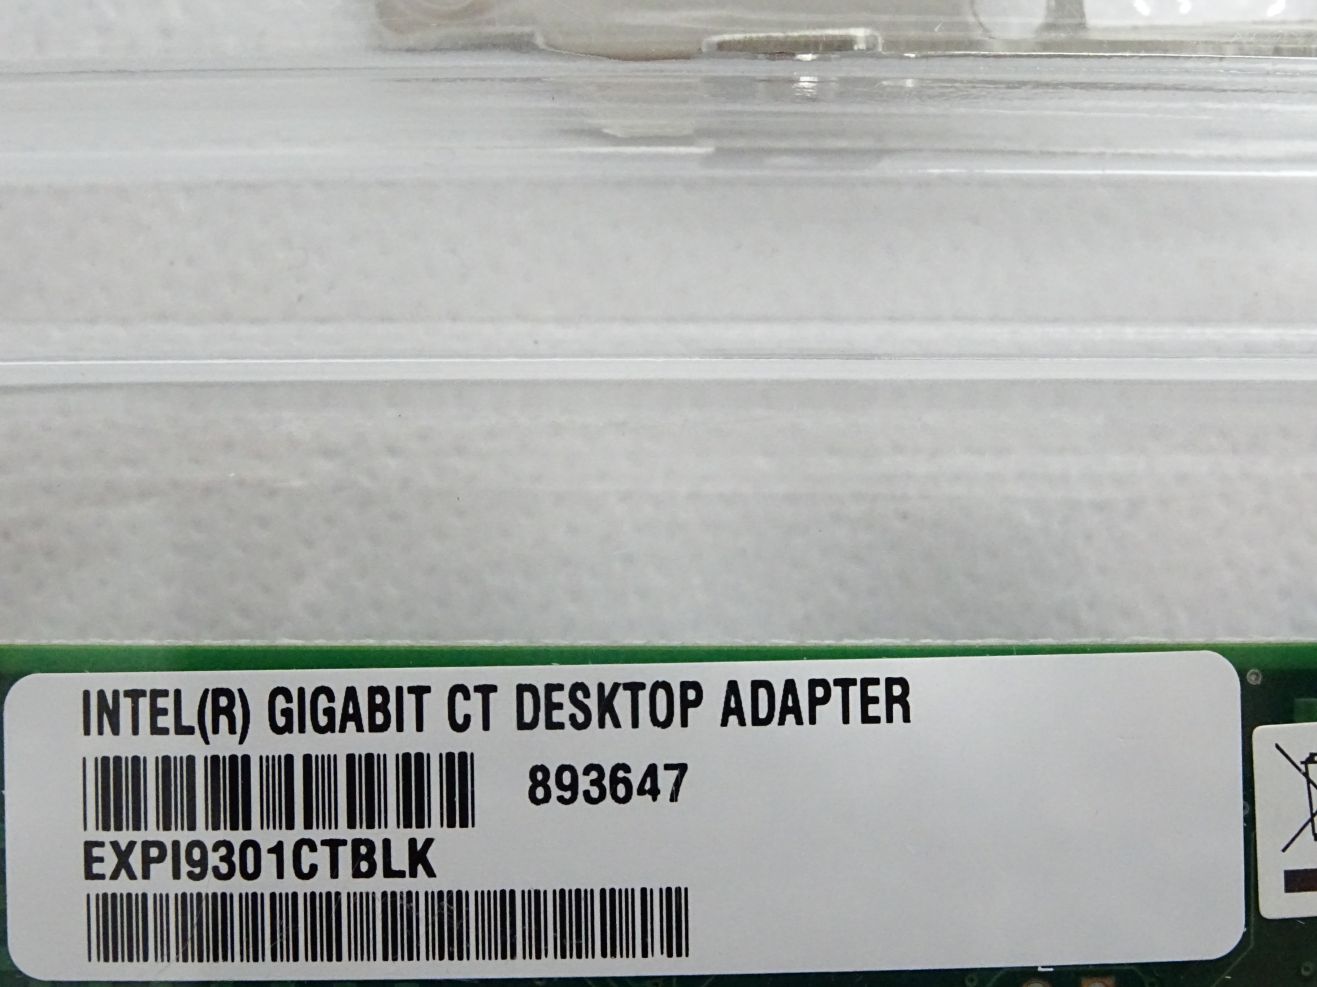 INTEL(R) GIGABIT CT DESKTOP ADAPTER
893647
EXPI9301CTBLK